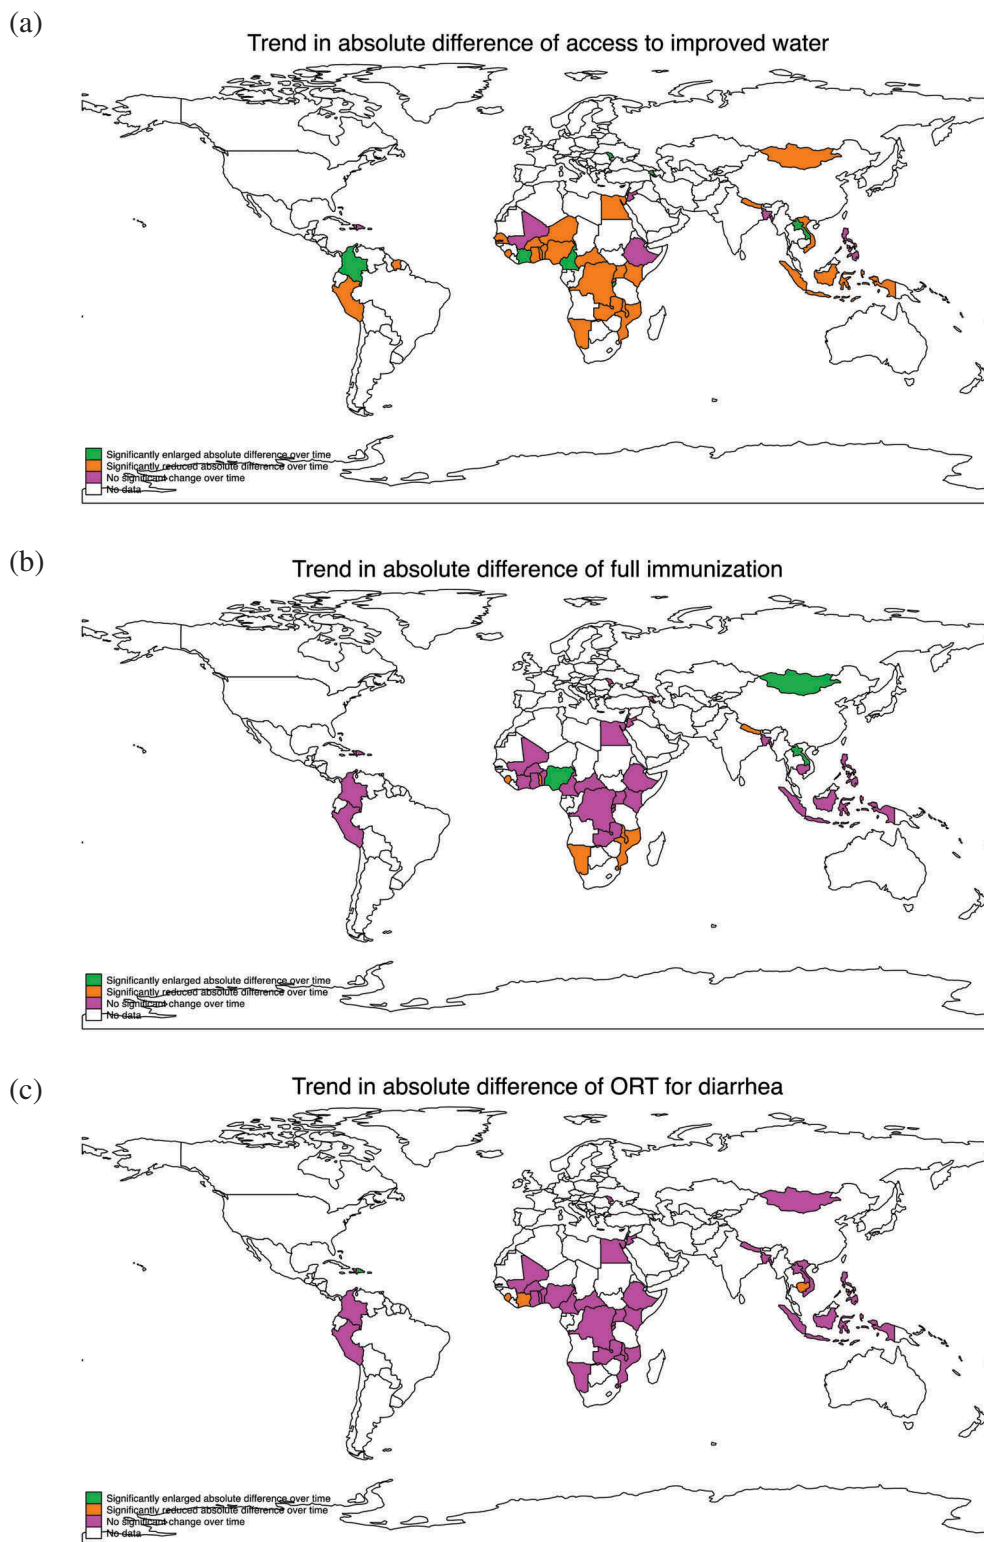 (a)
Trend in absolute difference of access to improved water
Significantly enlarged absolute difference over time
Significantly reduced absolute difference over time
No significant change over time
No data
(b)
Trend in absolute difference of full immunization
Significantly enlarged absolute difference over time
Significantly reduced absolute difference over time
No significant change over time
No data
(c)
Trend in absolute difference of ORT for diarrhea
Significantly enlarged absolute difference over time
Significantly reduced absolute difference over time
No significant change over time
No data